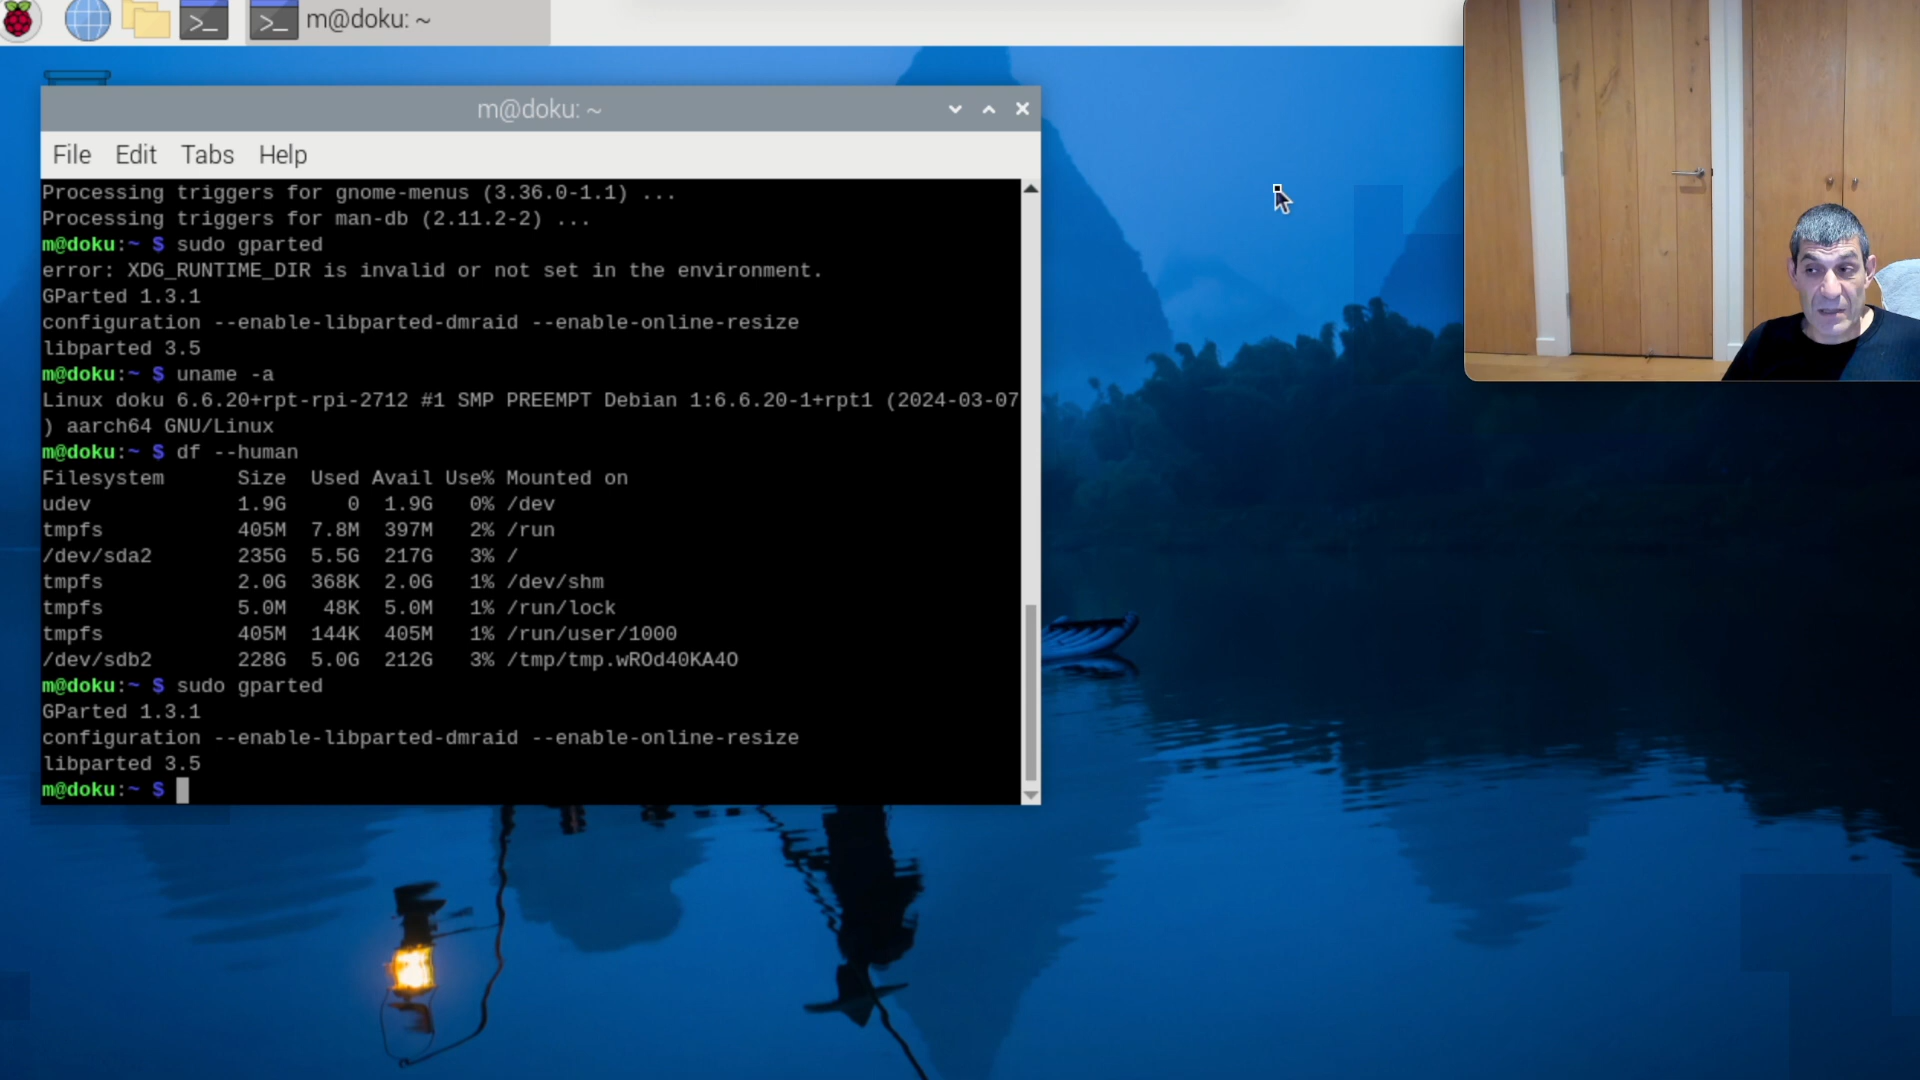 m@doku: ~
m@doku: ~
File Edit Tabs Help
Processing triggers for gnome-menus (3.36.0-1.1) ...
Processing triggers for man-db (2.11.2-2) ...
m@doku:~ $ sudo gparted
error: XDG_RUNTIME_DIR is invalid or not set in the environment.
GParted 1.3.1
configuration --enable-libparted-dmraid --enable-online-resize
libparted 3.5
m@doku:~ $ uname -a
Linux doku 6.6.20+rpt-rpi-2712 #1 SMP PREEMPT Debian 1:6.6.20-1+rpt1 (2024-03-07
) aarch64 GNU/Linux
m@doku:~ $ df --human
Filesystem Size Used Avail Use% Mounted on
udev 1.9G 0 1.9G 0% /dev
tmpfs 405M 7.8M 397M 2% /run
/dev/sda2 235G 5.5G 217G 3% /
tmpfs 2.0G 368K 2.0G 1% /dev/shm
tmpfs 5.0M 48K 5.0M 1% /run/lock
tmpfs 405M 144K 405M 1% /run/user/1000
/dev/sdb2 228G 5.0G 212G 3% /tmp/tmp.wROd40KA4O
m@doku:~ $ sudo gparted
GParted 1.3.1
configuration --enable-libparted-dmraid --enable-online-resize
libparted 3.5
m@doku:~ $